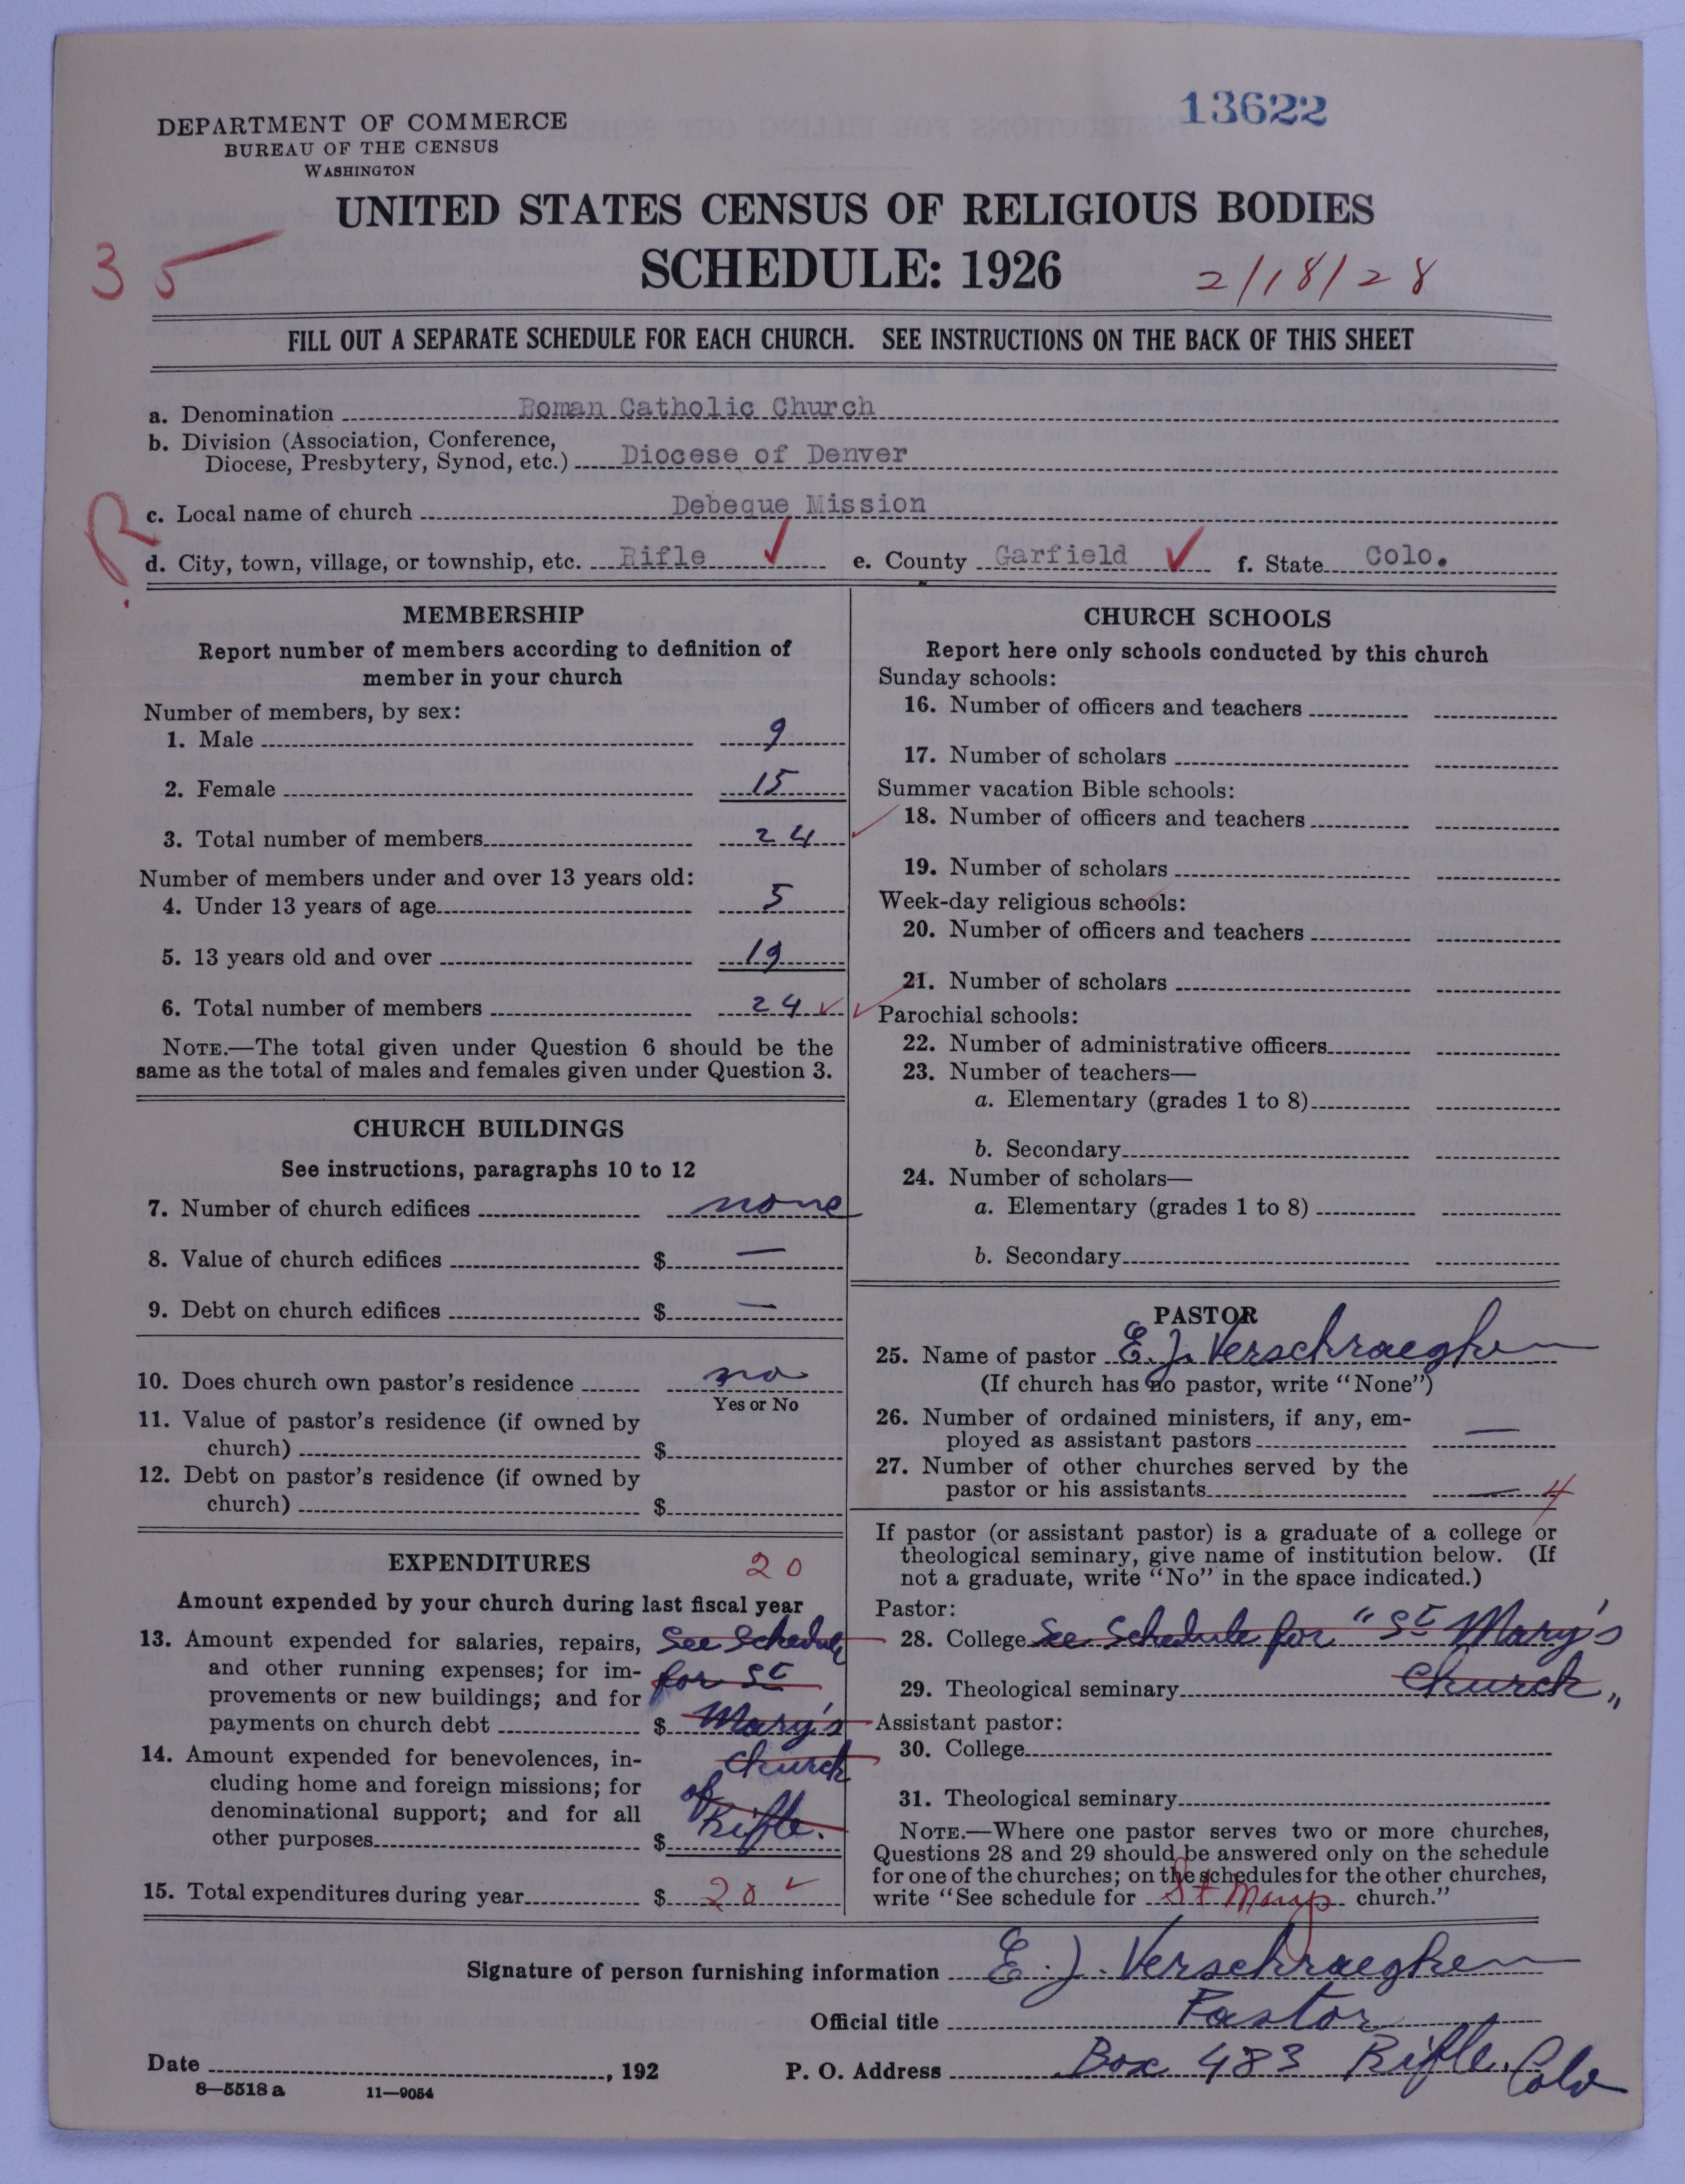 13622
DEPARTMENT OF COMMERCE
BUREAU OF THE CENSUS
WASHINGTON
UNITED STATES CENSUS OF RELIGIOUS BODIES
SCHEDULE: 1926
35
2/18/28
FILL OUT A SEPARATE SCHEDULE FOR EACH CHURCH. SEE INSTRUCTIONS ON THE BACK OF THIS SHEET
a. Denomination Roman Catholic Church
b. Division (Association, Conference,
Diocese, Presbytery, Synod, etc.) Diocese of Denver
c. Local name of church Debeque Mission
R
d. City, town, village, or township, etc. Rifle ✓ e. County Garfield ✓ f. State Colo.
MEMBERSHIP
Report number of members according to definition of
member in your church
Number of members, by sex:
1. Male 9
2. Female 15
3. Total number of members 24
Number of members under and over 13 years old:
4. Under 13 years of age 5
5. 13 years old and over 19
6. Total number of members 24 ✓
NOTE.—The total given under Question 6 should be the
same as the total of males and females given under Question 3.
CHURCH BUILDINGS
See instructions, paragraphs 10 to 12
7. Number of church edifices none
8. Value of church edifices $ —
9. Debt on church edifices $ —
10. Does church own pastor's residence no
Yes or No
11. Value of pastor's residence (if owned by
church) $
12. Debt on pastor's residence (if owned by
church) $
EXPENDITURES 20
Amount expended by your church during last fiscal year
13. Amount expended for salaries, repairs, See Schedule
and other running expenses; for im- for St
provements or new buildings; and for
payments on church debt $ Mary's
14. Amount expended for benevolences, in- Church
cluding home and foreign missions; for of
denominational support; and for all Rifle.
other purposes $
15. Total expenditures during year $ 20 ✓
CHURCH SCHOOLS
Report here only schools conducted by this church
Sunday schools:
16. Number of officers and teachers
17. Number of scholars
Summer vacation Bible schools:
18. Number of officers and teachers
19. Number of scholars
Week-day religious schools:
20. Number of officers and teachers
21. Number of scholars
Parochial schools:
22. Number of administrative officers
23. Number of teachers—
a. Elementary (grades 1 to 8)
b. Secondary
24. Number of scholars—
a. Elementary (grades 1 to 8)
b. Secondary
PASTOR
25. Name of pastor E. J. Verschraeghen
(If church has no pastor, write "None")
26. Number of ordained ministers, if any, em-
ployed as assistant pastors —
27. Number of other churches served by the
pastor or his assistants — 4
If pastor (or assistant pastor) is a graduate of a college or
theological seminary, give name of institution below. (If
not a graduate, write "No" in the space indicated.)
Pastor:
28. College See Schedule for "St Mary's
29. Theological seminary Church"
Assistant pastor:
30. College
31. Theological seminary
NOTE.—Where one pastor serves two or more churches,
Questions 28 and 29 should be answered only on the schedule
for one of the churches; on the schedules for the other churches,
write "See schedule for St Marys church."
Signature of person furnishing information E. J. Verschraeghen
Official title Pastor
Date , 192 P. O. Address Box 483 Rifle. Colo
8—5518 a 11—9054